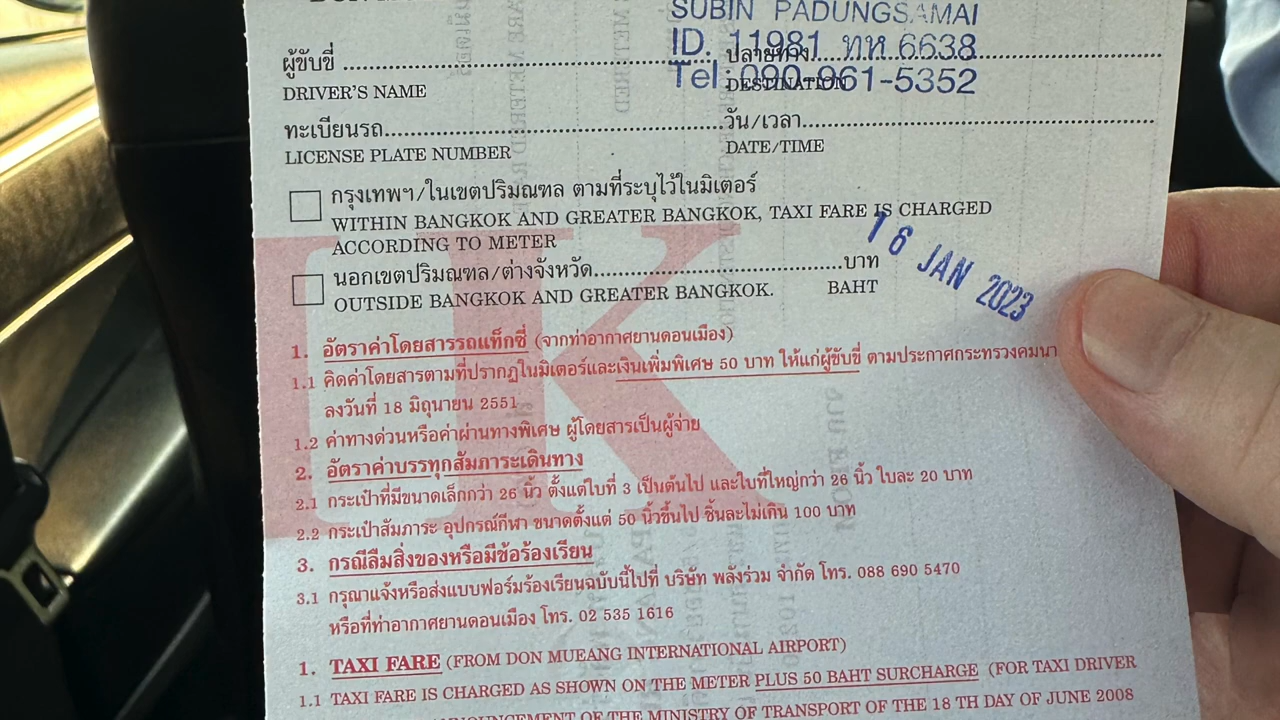 SUBIN PADUNGSAMAI
ID. 11981 ทห 6638
Tel : 090-961-5352
ผู้ขับขี่ ........ ปลายทาง........
DRIVER'S NAME DESTINATION
ทะเบียนรถ........วัน/เวลา........
LICENSE PLATE NUMBER DATE/TIME
กรุงเทพฯ/ในเขตปริมณฑล ตามที่ระบุไว้ในมิเตอร์
WITHIN BANGKOK AND GREATER BANGKOK, TAXI FARE IS CHARGED
ACCORDING TO METER
16 JAN 2023
นอกเขตปริมณฑล/ต่างจังหวัด........บาท
OUTSIDE BANGKOK AND GREATER BANGKOK. BAHT
1. อัตราค่าโดยสารรถแท็กซี่ (จากท่าอากาศยานดอนเมือง)
1.1 คิดค่าโดยสารตามที่ปรากฏในมิเตอร์และเงินเพิ่มพิเศษ 50 บาท ให้แก่ผู้ขับขี่ ตามประกาศกระทรวงคมนา
ลงวันที่ 18 มิถุนายน 2551
1.2 ค่าทางด่วนหรือค่าผ่านทางพิเศษ ผู้โดยสารเป็นผู้จ่าย
2. อัตราค่าบรรทุกสัมภาระเดินทาง
2.1 กระเป๋าที่มีขนาดเล็กกว่า 26 นิ้ว ตั้งแต่ใบที่ 3 เป็นต้นไป และใบที่ใหญ่กว่า 26 นิ้ว ใบละ 20 บาท
2.2 กระเป๋าสัมภาระ อุปกรณ์กีฬา ขนาดตั้งแต่ 50 นิ้วขึ้นไป ชิ้นละไม่เกิน 100 บาท
3. กรณีลืมสิ่งของหรือมีข้อร้องเรียน
3.1 กรุณาแจ้งหรือส่งแบบฟอร์มร้องเรียนฉบับนี้ไปที่ บริษัท พลังร่วม จำกัด โทร. 088 690 5470
หรือที่ท่าอากาศยานดอนเมือง โทร. 02 535 1616
1. TAXI FARE (FROM DON MUEANG INTERNATIONAL AIRPORT)
1.1 TAXI FARE IS CHARGED AS SHOWN ON THE METER PLUS 50 BAHT SURCHARGE (FOR TAXI DRIVER
OF THE MINISTRY OF TRANSPORT OF THE 18 TH DAY OF JUNE 2008